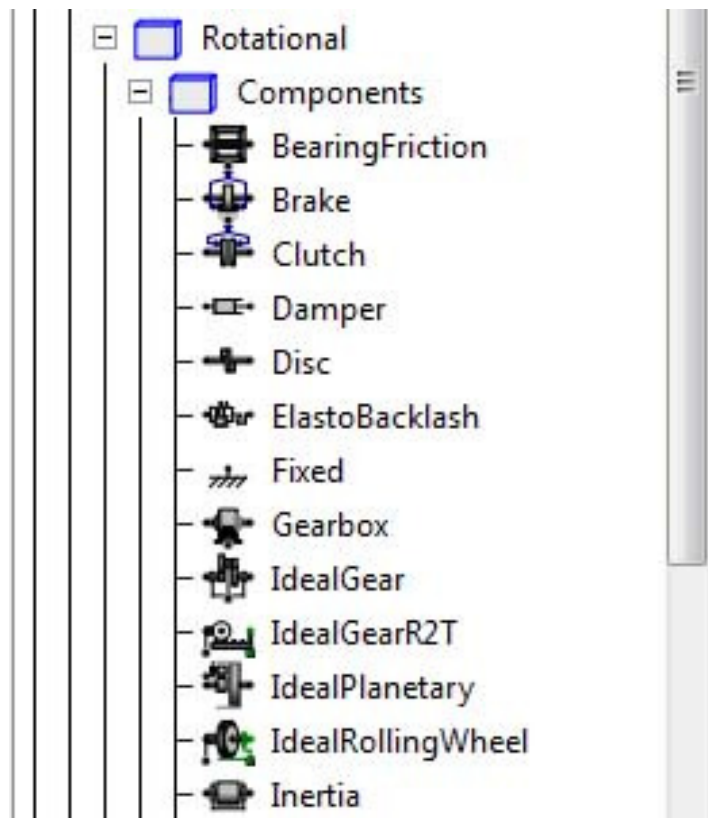 Rotational
Components
BearingFriction
Brake
Clutch
Damper
Disc
ElastoBacklash
Fixed
Gearbox
IdealGear
IdealGearR2T
IdealPlanetary
IdealRollingWheel
Inertia